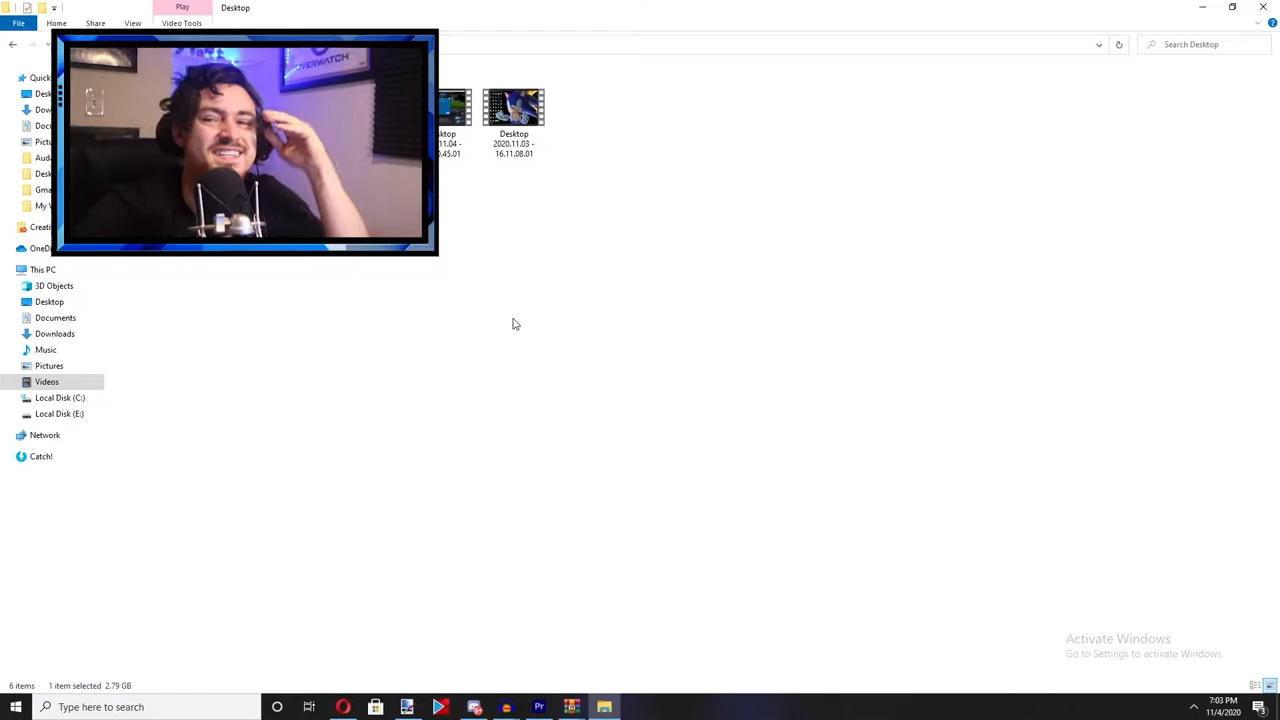 Play
Desktop
File
Home
Share
View
Video Tools
Search Desktop
Quick
OVERWATCH
Desktop
2020.11.03 -
16.11.08.01
This PC
3D Objects
Desktop
Documents
Downloads
Music
Pictures
Videos
Local Disk (C:)
Local Disk (E:)
Network
Catch!
Activate Windows
Go to Settings to activate Windows.
6 items
1 item selected 2.79 GB
Type here to search
7:03 PM
11/4/2020